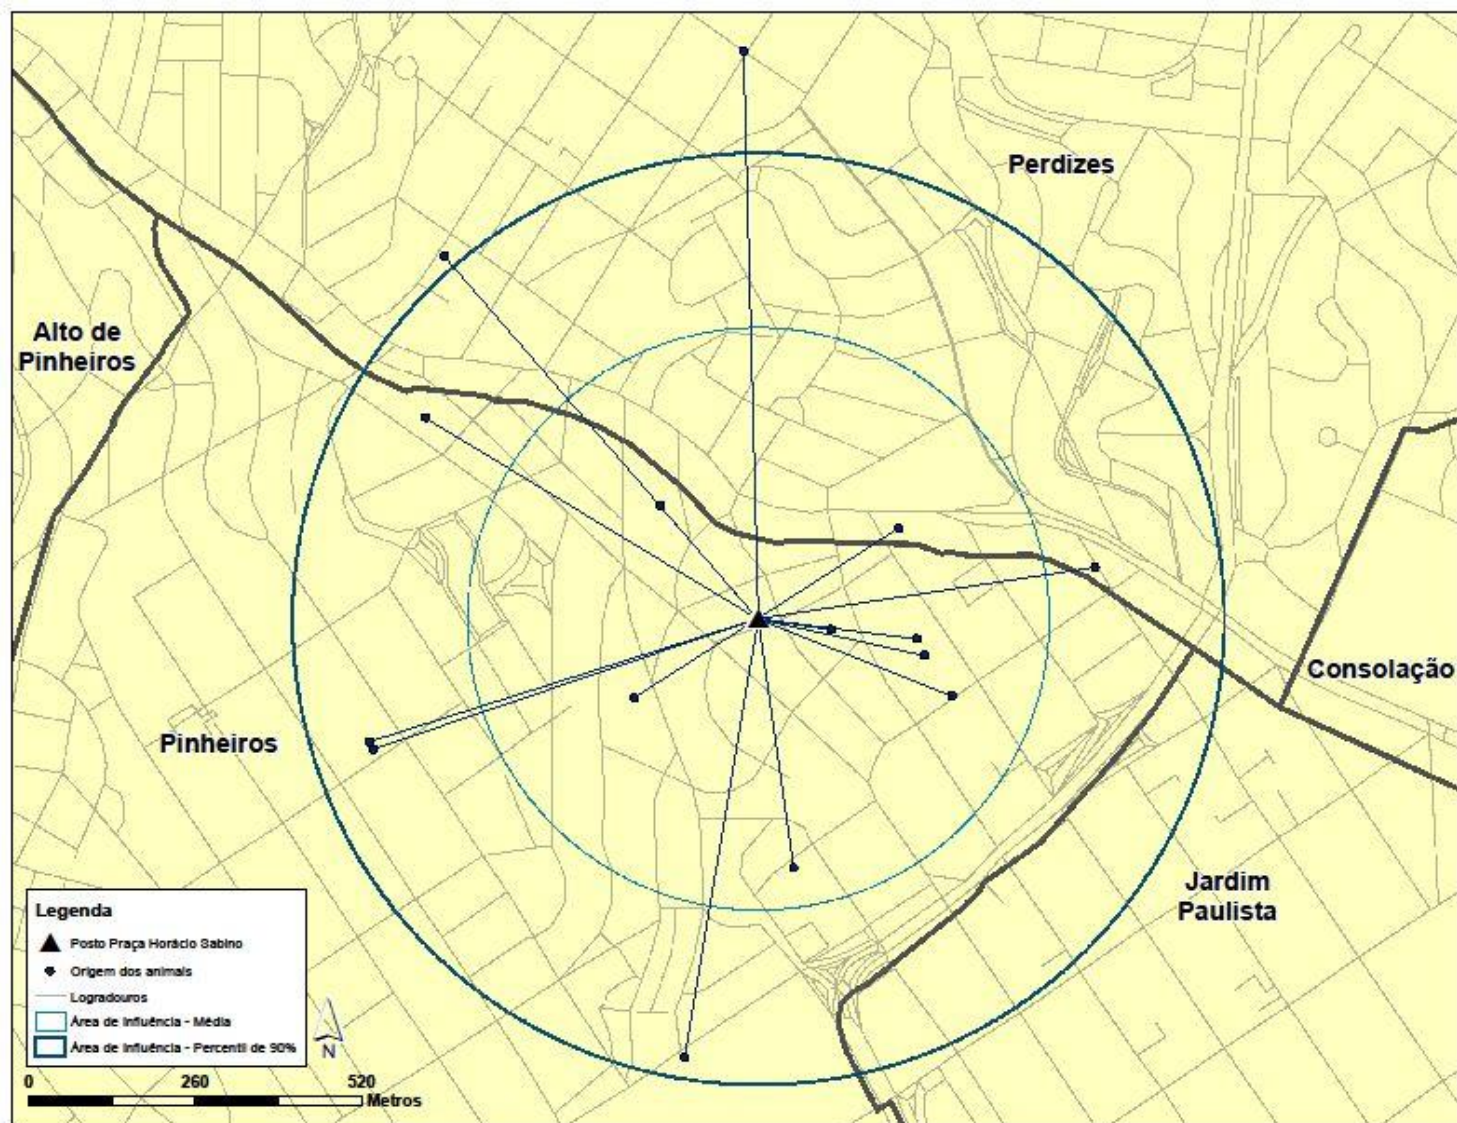 Perdizes
Alto de
Pinheiros
Consolação
Pinheiros
Jardim
Paulista
Legenda
Posto Praça Horácio Sabino
Origem dos animais
Logradouros
Área de Influência - Média
Área de Influência - Percentil de 90%
N
0 260 520
Metros